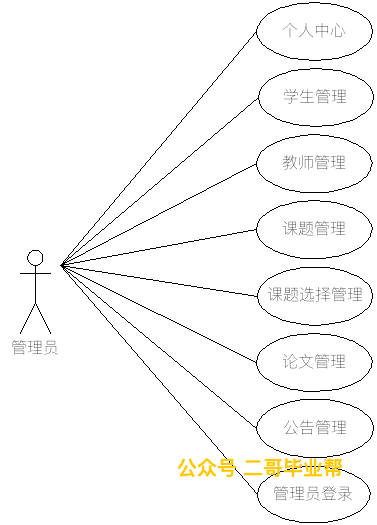 个人中心
学生管理
教师管理
课题管理
课题选择管理
管理员
论文管理
公告管理
公众号 二哥毕业帮
管理员登录